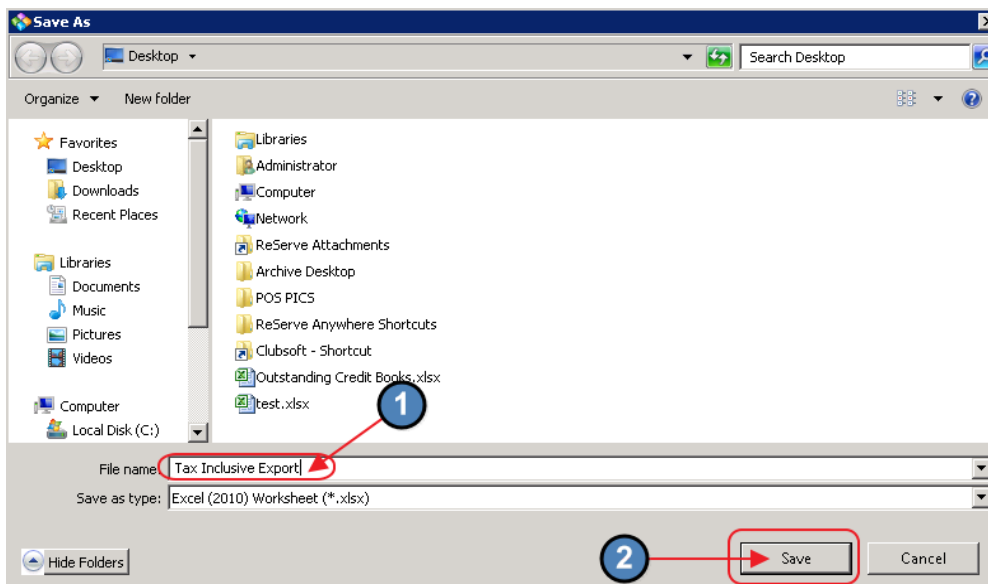 Save As
Desktop
Search Desktop
Organize
New folder
Favorites
Desktop
Downloads
Recent Places
Libraries
Documents
Music
Pictures
Videos
Computer
Local Disk (C:)
Libraries
Administrator
Computer
Network
ReServe Attachments
Archive Desktop
POS PICS
ReServe Anywhere Shortcuts
Clubsoft - Shortcut
Outstanding Credit Books.xlsx
test.xlsx
1
File name: Tax Inclusive Export
Save as type: Excel (2010) Worksheet (*.xlsx)
Hide Folders
2
Save
Cancel